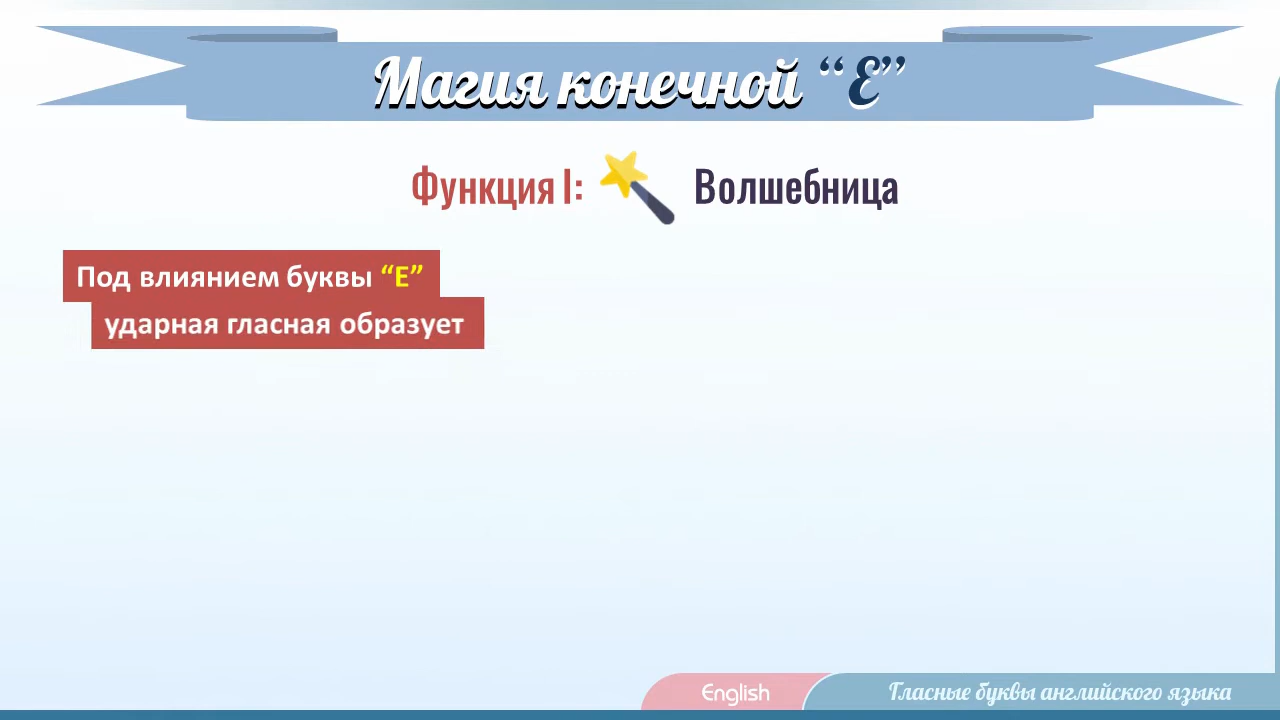 Магия конечной “E”
Функция I: Волшебница
Под влиянием буквы “E”
ударная гласная образует
English Гласные буквы английского языка